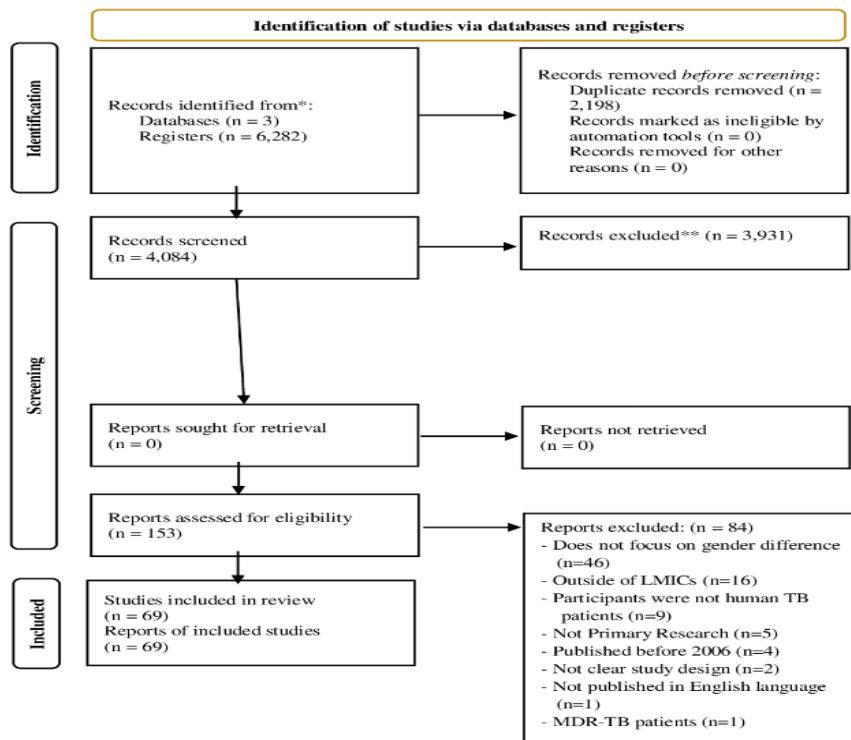 Identification of studies via databases and registers
Identification
Records identified from*:
Databases (n = 3)
Registers (n = 6,282)
Records removed before screening:
Duplicate records removed (n =
2,198)
Records marked as ineligible by
automation tools (n = 0)
Records removed for other
reasons (n = 0)
Screening
Records screened
(n = 4,084)
Records excluded** (n = 3,931)
Reports sought for retrieval
(n = 0)
Reports not retrieved
(n = 0)
Reports assessed for eligibility
(n = 153)
Reports excluded: (n = 84)
- Does not focus on gender difference
(n=46)
- Outside of LMICs (n=16)
- Participants were not human TB
patients (n=9)
- Not Primary Research (n=5)
- Published before 2006 (n=4)
- Not clear study design (n=2)
- Not published in English language
(n=1)
- MDR-TB patients (n=1)
Included
Studies included in review
(n = 69)
Reports of included studies
(n = 69)